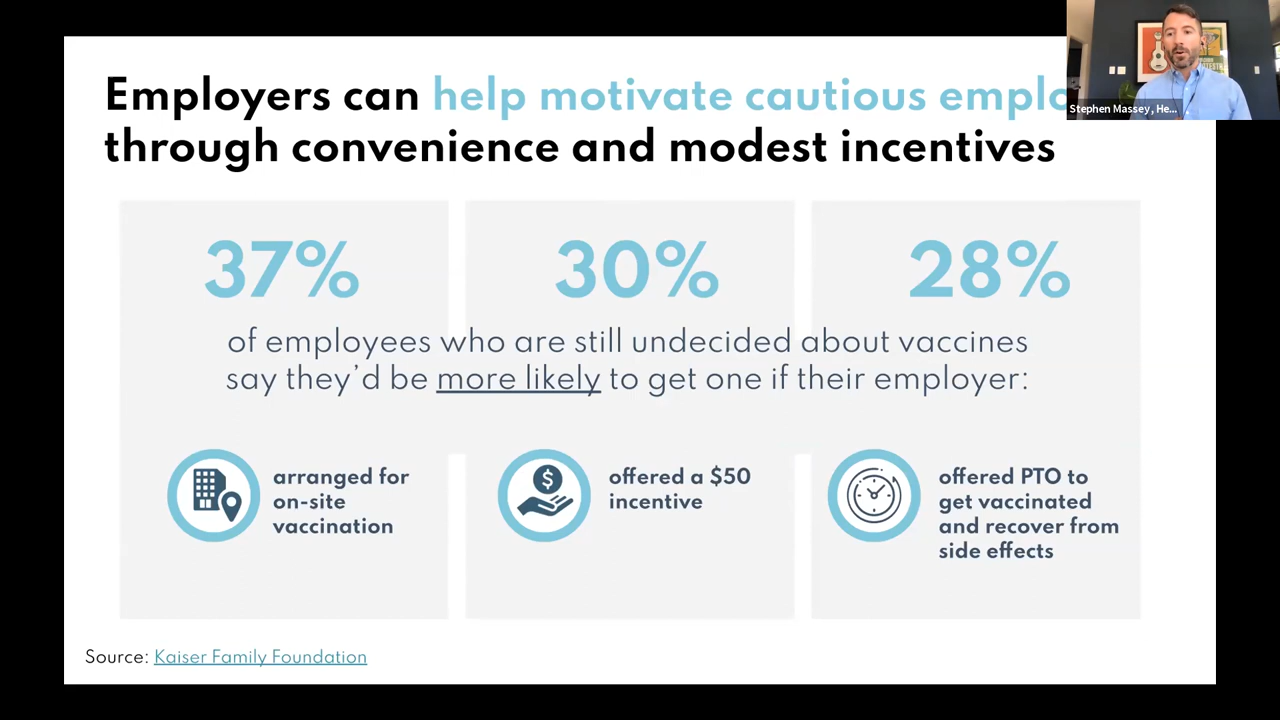 Employers can help motivate cautious emplo
through convenience and modest incentives
Stephen Massey, He...
37%
30%
28%
of employees who are still undecided about vaccines
say they'd be more likely to get one if their employer:
arranged for
on-site
vaccination
offered a $50
incentive
offered PTO to
get vaccinated
and recover from
side effects
Source: Kaiser Family Foundation